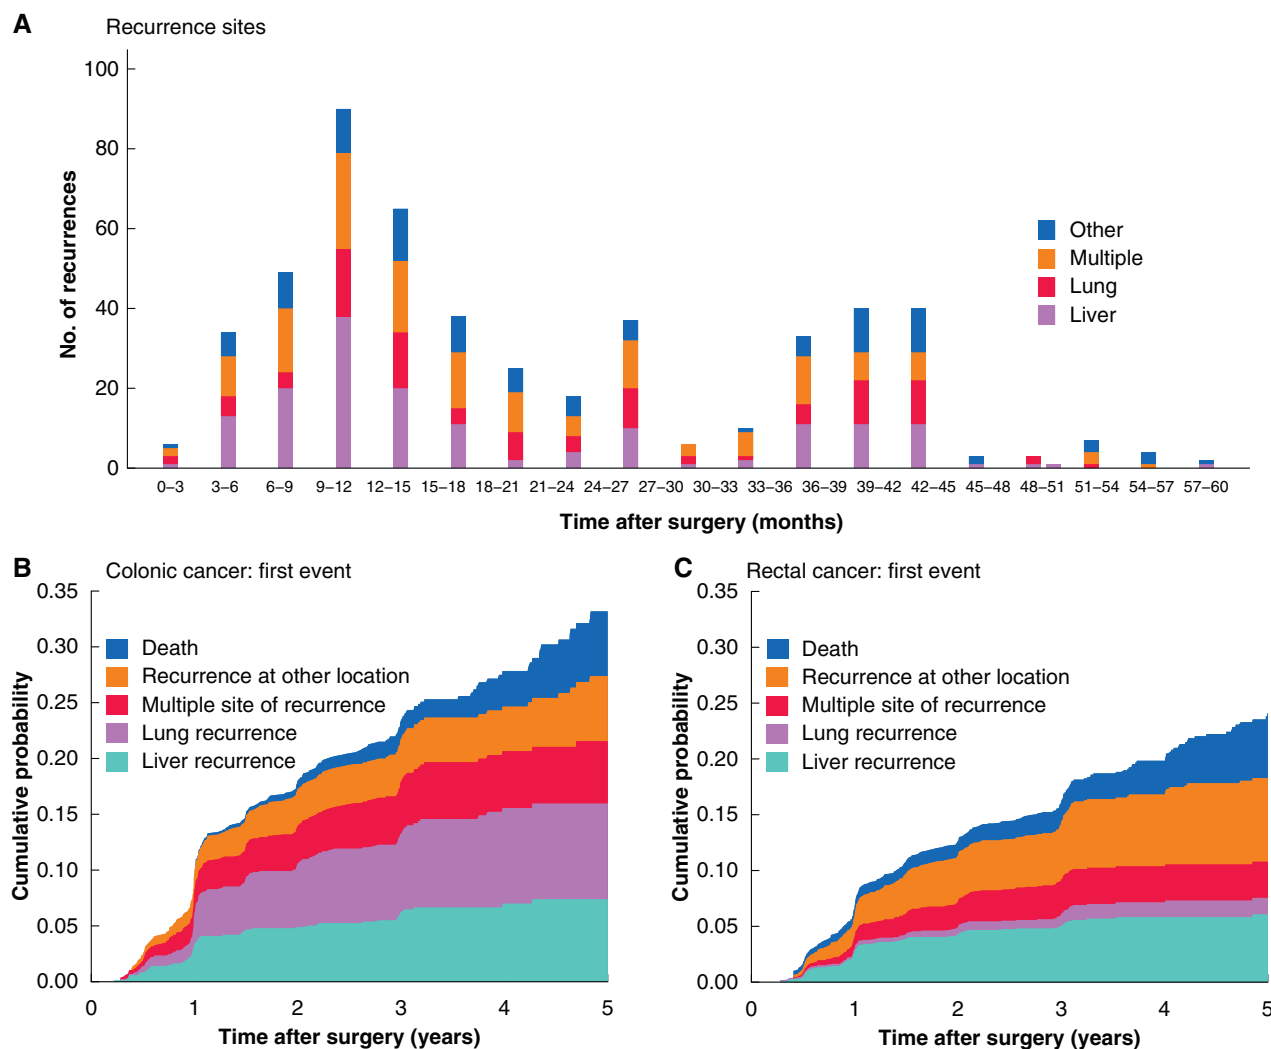 A
Recurrence sites
100
80
60
40
20
0
No. of recurrences
Other
Multiple
Lung
Liver
0–3 3–6 6–9 9–12 12–15 15–18 18–21 21–24 24–27 27–30 30–33 33–36 36–39 39–42 42–45 45–48 48–51 51–54 54–57 57–60
Time after surgery (months)
B
Colonic cancer: first event
0.35
0.30
0.25
0.20
0.15
0.10
0.05
0.00
Cumulative probability
Death
Recurrence at other location
Multiple site of recurrence
Lung recurrence
Liver recurrence
0 1 2 3 4 5
Time after surgery (years)
C
Rectal cancer: first event
0.35
0.30
0.25
0.20
0.15
0.10
0.05
0.00
Cumulative probability
Death
Recurrence at other location
Multiple site of recurrence
Lung recurrence
Liver recurrence
0 1 2 3 4 5
Time after surgery (years)